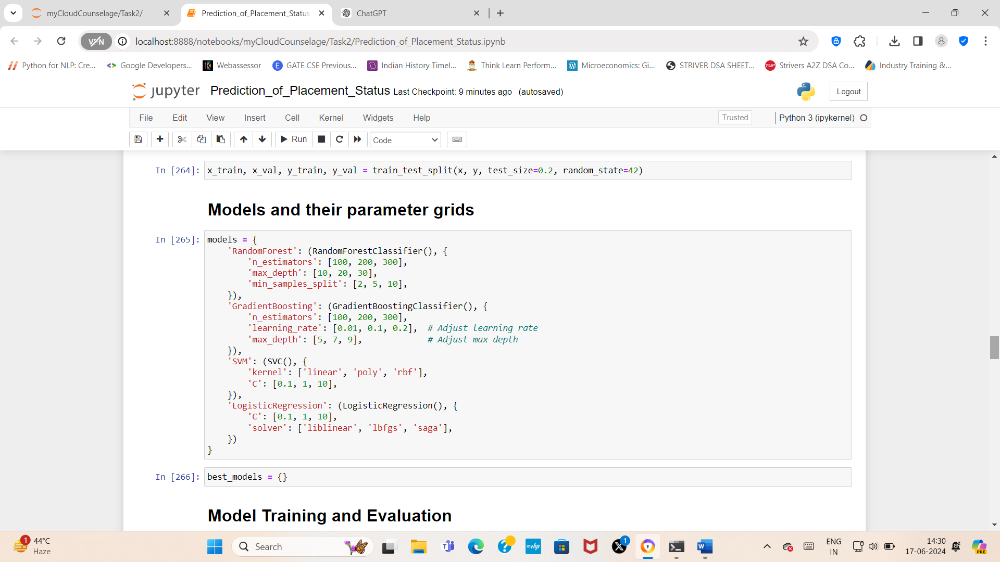 myCloudCounselage/Task2/
Prediction_of_Placement_Status
ChatGPT
VPN
localhost:8888/notebooks/myCloudCounselage/Task2/Prediction_of_Placement_Status.ipynb
Python for NLP: Cre...
Google Developers...
Webassessor
E GATE CSE Previous...
Indian History Timel...
Think Learn Perform...
Microeconomics: Gi...
STRIVER DSA SHEET...
TUF Strivers A2Z DSA Co...
Industry Training &...
jupyter Prediction_of_Placement_Status Last Checkpoint: 9 minutes ago (autosaved)
Logout
File Edit View Insert Cell Kernel Widgets Help
Trusted
Python 3 (ipykernel)
Run
Code
In [264]: x_train, x_val, y_train, y_val = train_test_split(x, y, test_size=0.2, random_state=42)
Models and their parameter grids
In [265]: models = {
    'RandomForest': (RandomForestClassifier(), {
        'n_estimators': [100, 200, 300],
        'max_depth': [10, 20, 30],
        'min_samples_split': [2, 5, 10],
    }),
    'GradientBoosting': (GradientBoostingClassifier(), {
        'n_estimators': [100, 200, 300],
        'learning_rate': [0.01, 0.1, 0.2],  # Adjust learning rate
        'max_depth': [5, 7, 9],             # Adjust max depth
    }),
    'SVM': (SVC(), {
        'kernel': ['linear', 'poly', 'rbf'],
        'C': [0.1, 1, 10],
    }),
    'LogisticRegression': (LogisticRegression(), {
        'C': [0.1, 1, 10],
        'solver': ['liblinear', 'lbfgs', 'saga'],
    })
}
In [266]: best_models = {}
Model Training and Evaluation
1
44°C
Haze
Search
myhp
1
W
PRE
ENG
IN
14:30
17-06-2024